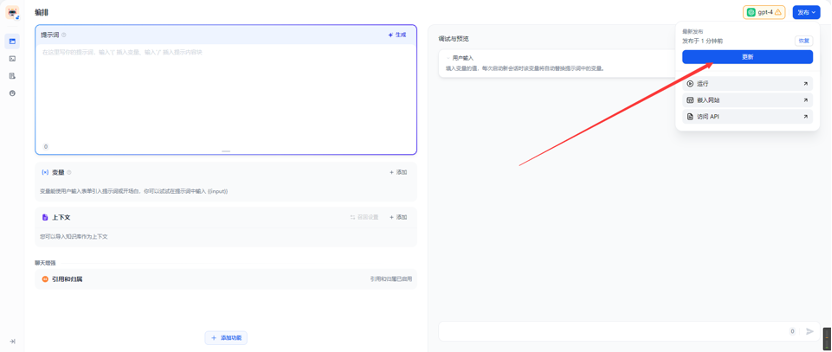 编排
gpt-4
发布
提示词
生成
在这里写你的提示词，输入'{' 插入变量、输入'/' 插入提示内容块
0
变量
添加
变量能使用户输入表单引入提示词或开场白，你可以试试在提示词中输入 {{input}}
上下文
召回设置
添加
您可以导入知识库作为上下文
聊天增强
引用和归属
引用和归属已启用
添加功能
调试与预览
用户输入
填入变量的值，每次启动新会话时该变量将自动替换提示词中的变量。
0
最新发布
发布于 1 分钟前
恢复
更新
运行
嵌入网站
访问 API